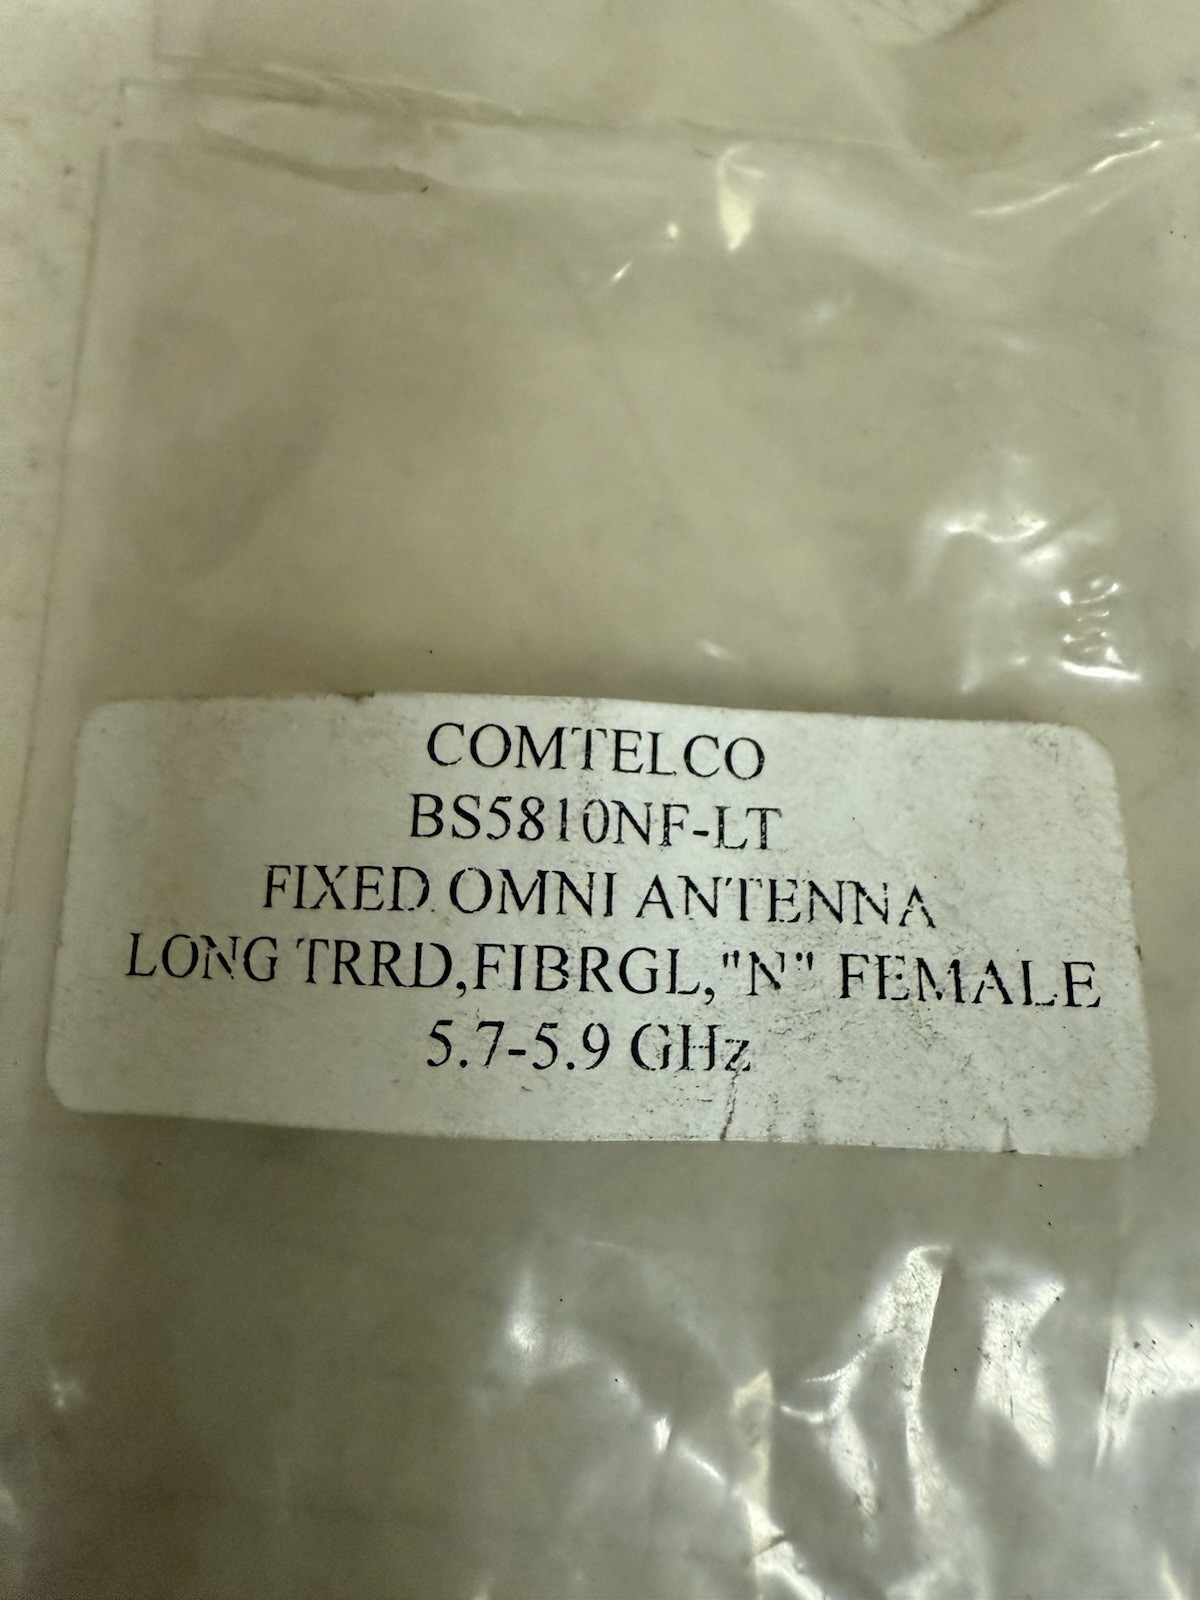 COMTELCO
BS5810NF-LT
FIXED OMNI ANTENNA
LONG TRRD,FIBRGL,"N" FEMALE
5.7-5.9 GHz